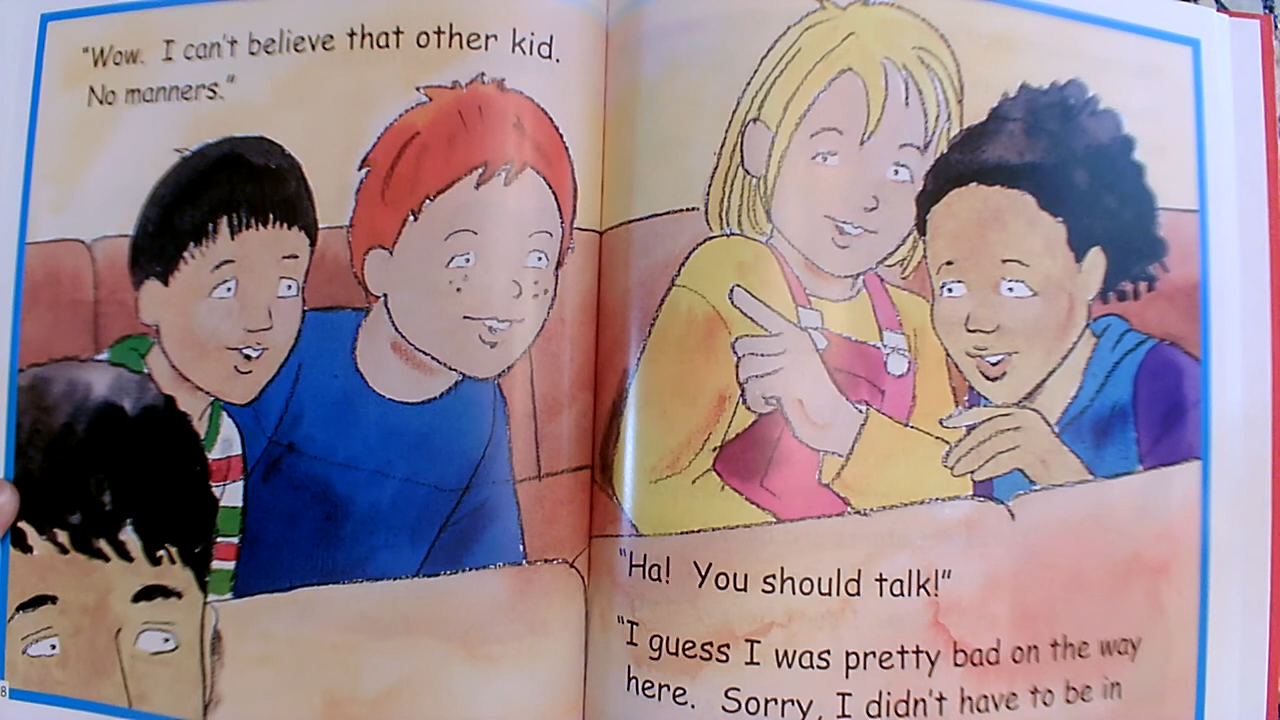 "Wow. I can't believe that other kid.
No manners."
"Ha! You should talk!"
"I guess I was pretty bad on the way
here. Sorry, I didn't have to be in
8